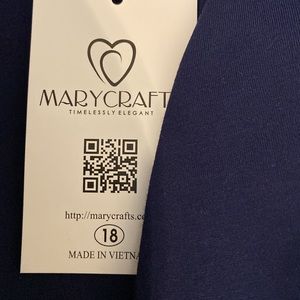 MARYCRAFT
TIMELESSLY ELEGANT
http://marycrafts.co
18
MADE IN VIETNA